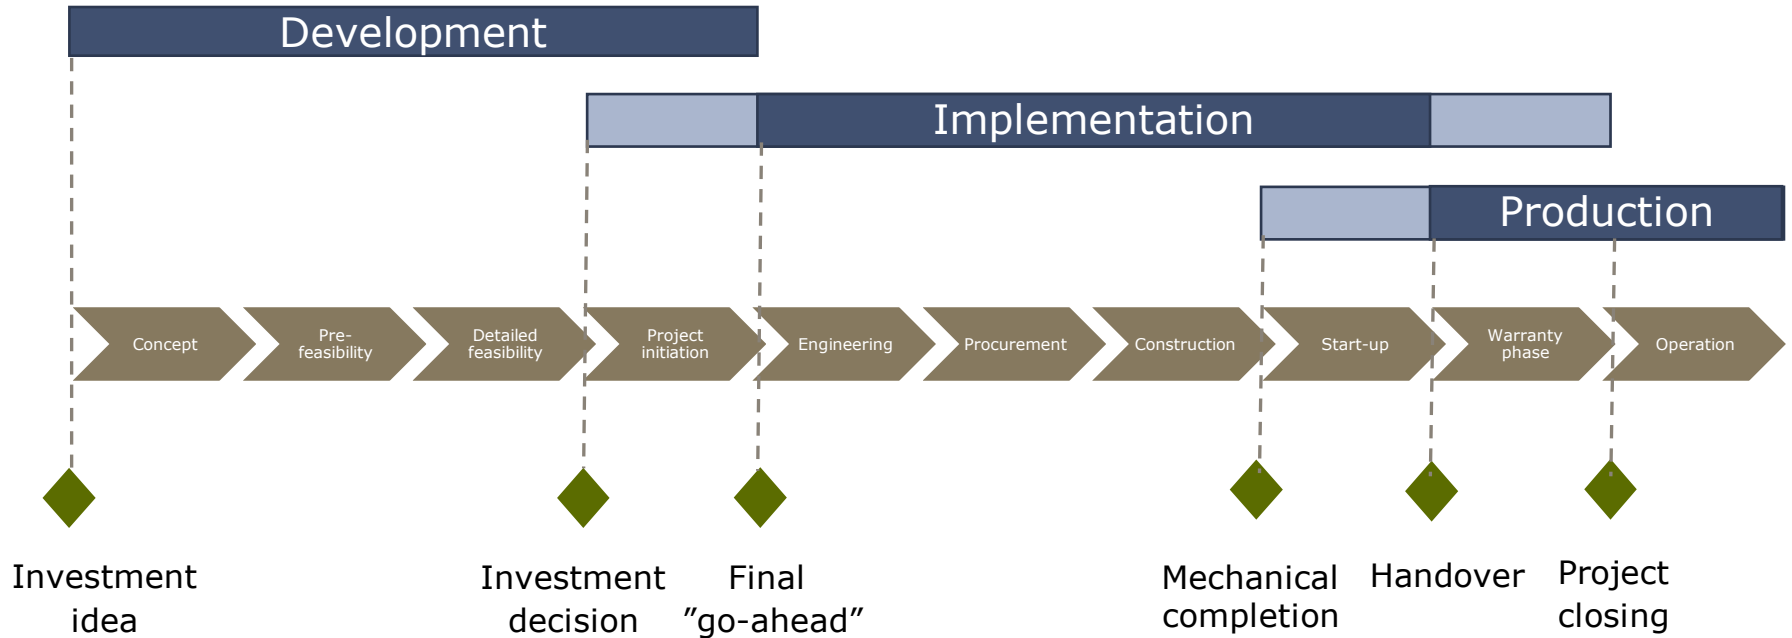 Development
Implementation
Production
Concept
Pre-
feasibility
Detailed
feasibility
Project
initiation
Engineering
Procurement
Construction
Start-up
Warranty
phase
Operation
Investment
idea
Investment
decision
Final
”go-ahead”
Mechanical
completion
Handover
Project
closing